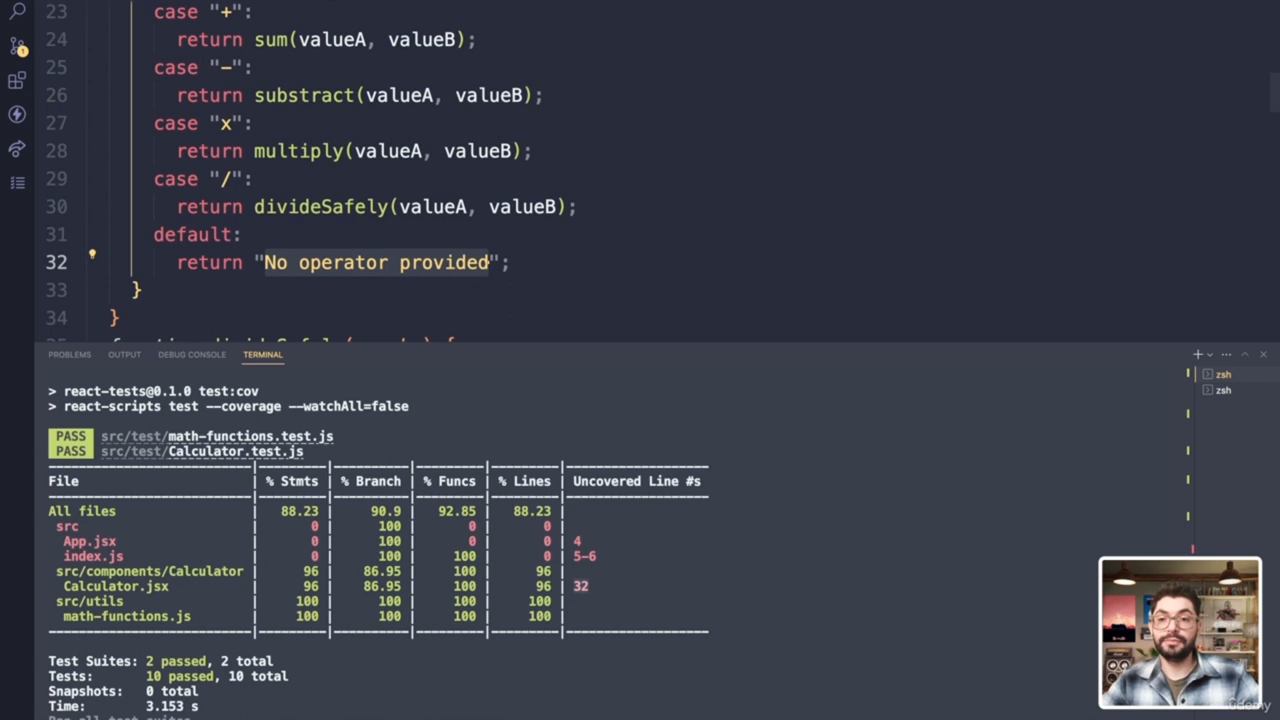 23 case "+":
24 return sum(valueA, valueB);
25 case "-":
26 return substract(valueA, valueB);
27 case "x":
28 return multiply(valueA, valueB);
29 case "/":
30 return divideSafely(valueA, valueB);
31 default:
32 return "No operator provided";
33 }
34 }
PROBLEMS OUTPUT DEBUG CONSOLE TERMINAL
zsh
zsh
> react-tests@0.1.0 test:cov
> react-scripts test --coverage --watchAll=false
PASS src/test/math-functions.test.js
PASS src/test/Calculator.test.js
File | % Stmts | % Branch | % Funcs | % Lines | Uncovered Line #s
All files | 88.23 | 90.9 | 92.85 | 88.23 |
src | 0 | 100 | 0 | 0 |
App.jsx | 0 | 100 | 0 | 0 | 4
index.js | 0 | 100 | 100 | 0 | 5-6
src/components/Calculator | 96 | 86.95 | 100 | 96 |
Calculator.jsx | 96 | 86.95 | 100 | 96 | 32
src/utils | 100 | 100 | 100 | 100 |
math-functions.js | 100 | 100 | 100 | 100 |
Test Suites: 2 passed, 2 total
Tests: 10 passed, 10 total
Snapshots: 0 total
Time: 3.153 s
udemy